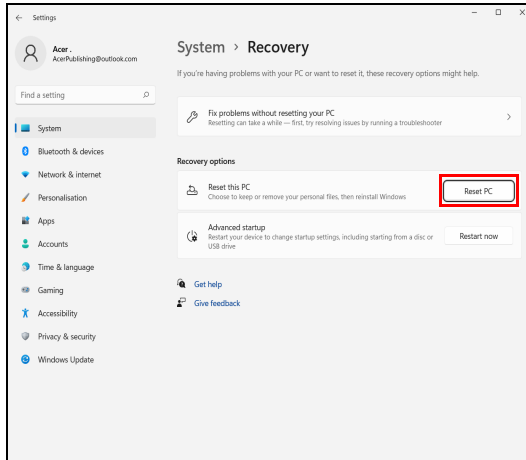 Settings
Acer .
AcerPublishing@outlook.com
Find a setting
System
Bluetooth & devices
Network & internet
Personalisation
Apps
Accounts
Time & language
Gaming
Accessibility
Privacy & security
Windows Update
System > Recovery
If you're having problems with your PC or want to reset it, these recovery options might help.
Fix problems without resetting your PC
Resetting can take a while — first, try resolving issues by running a troubleshooter
Recovery options
Reset this PC
Choose to keep or remove your personal files, then reinstall Windows
Reset PC
Advanced startup
Restart your device to change startup settings, including starting from a disc or
USB drive
Restart now
Get help
Give feedback